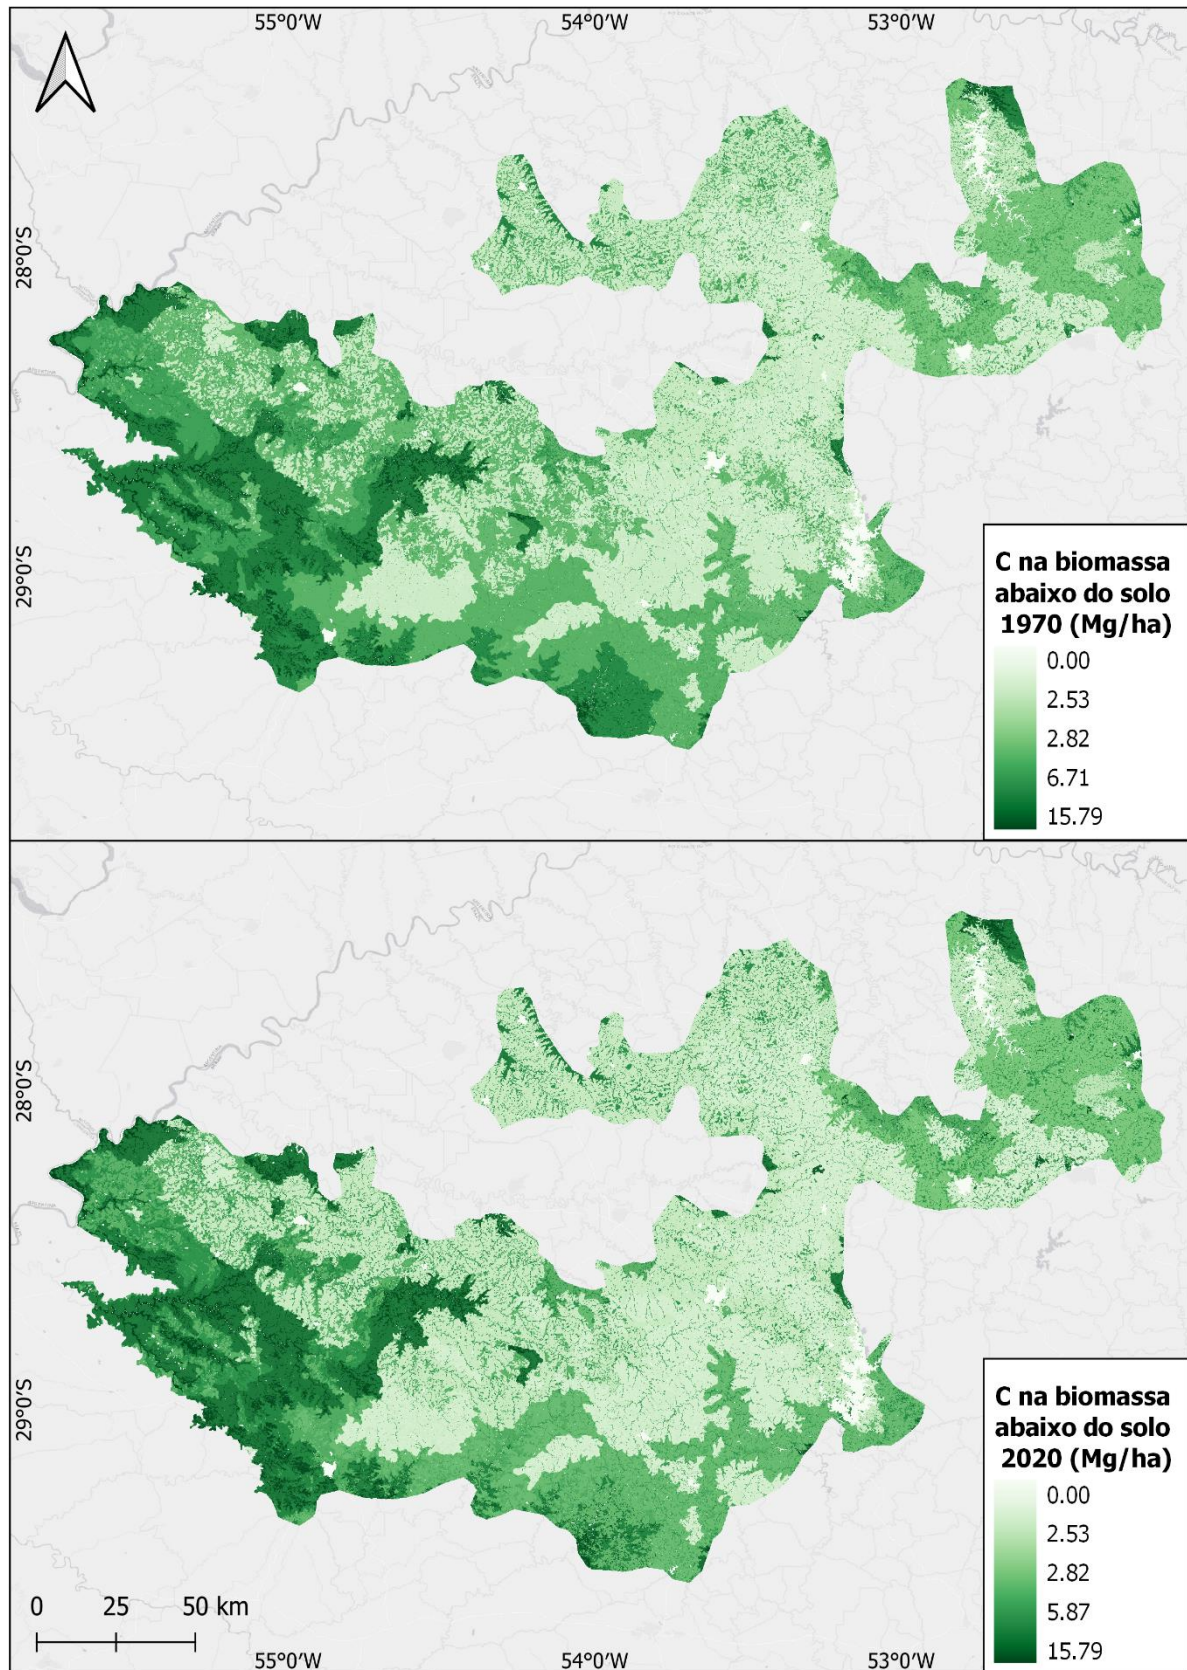 55°0'W 54°0'W 53°0'W
28°0'S
29°0'S
C na biomassa
abaixo do solo
1970 (Mg/ha)
0.00
2.53
2.82
6.71
15.79
28°0'S
29°0'S
C na biomassa
abaixo do solo
2020 (Mg/ha)
0.00
2.53
2.82
5.87
15.79
0 25 50 km
55°0'W 54°0'W 53°0'W